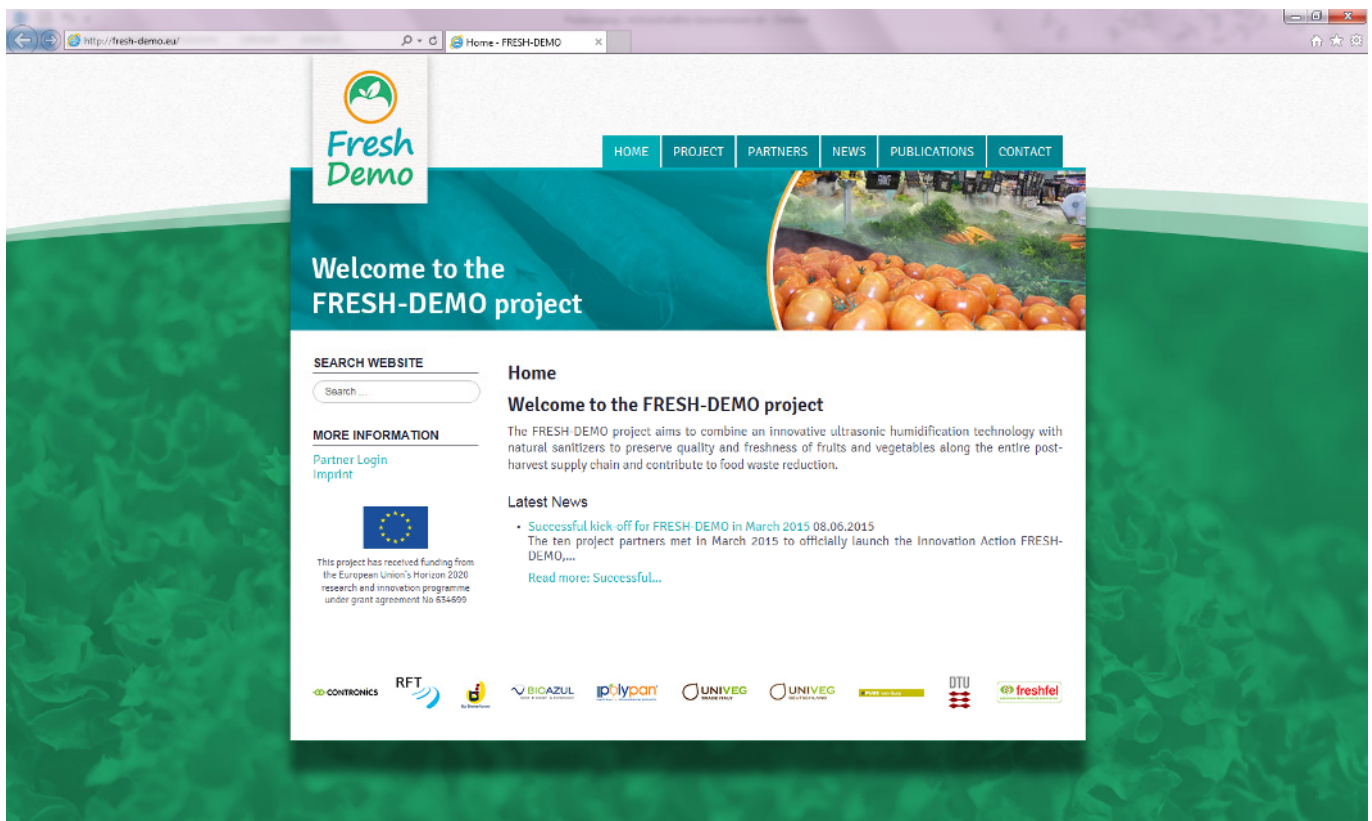 http://fresh-demo.eu/
Home - FRESH-DEMO
Fresh
Demo
HOME PROJECT PARTNERS NEWS PUBLICATIONS CONTACT
Welcome to the
FRESH-DEMO project
SEARCH WEBSITE
Search ...
MORE INFORMATION
Partner Login
Imprint
This project has received funding from
the European Union's Horizon 2020
research and innovation programme
under grant agreement No 634699
Home
Welcome to the FRESH-DEMO project
The FRESH-DEMO project aims to combine an innovative ultrasonic humidification technology with
natural sanitizers to preserve quality and freshness of fruits and vegetables along the entire post-
harvest supply chain and contribute to food waste reduction.
Latest News
• Successful kick-off for FRESH-DEMO in March 2015 08.06.2015
The ten project partners met in March 2015 to officially launch the Innovation Action FRESH-
DEMO,...
Read more: Successful...
CONTRONICS RFT BIOAZUL polypan UNIVEG UNIVEG DTU freshfel
TRADE ITALY DEUTSCHLAND